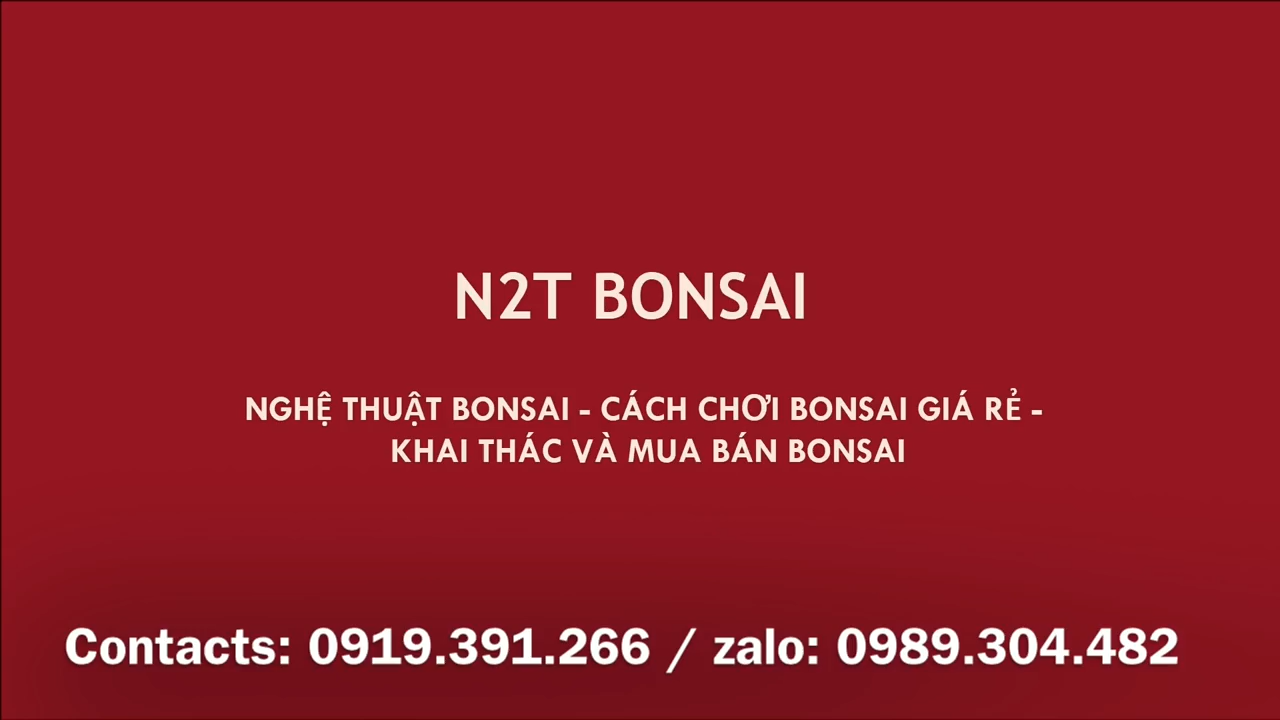 N2T BONSAI
NGHỆ THUẬT BONSAI - CÁCH CHƠI BONSAI GIÁ RẺ -
KHAI THÁC VÀ MUA BÁN BONSAI
Contacts: 0919.391.266 / zalo: 0989.304.482